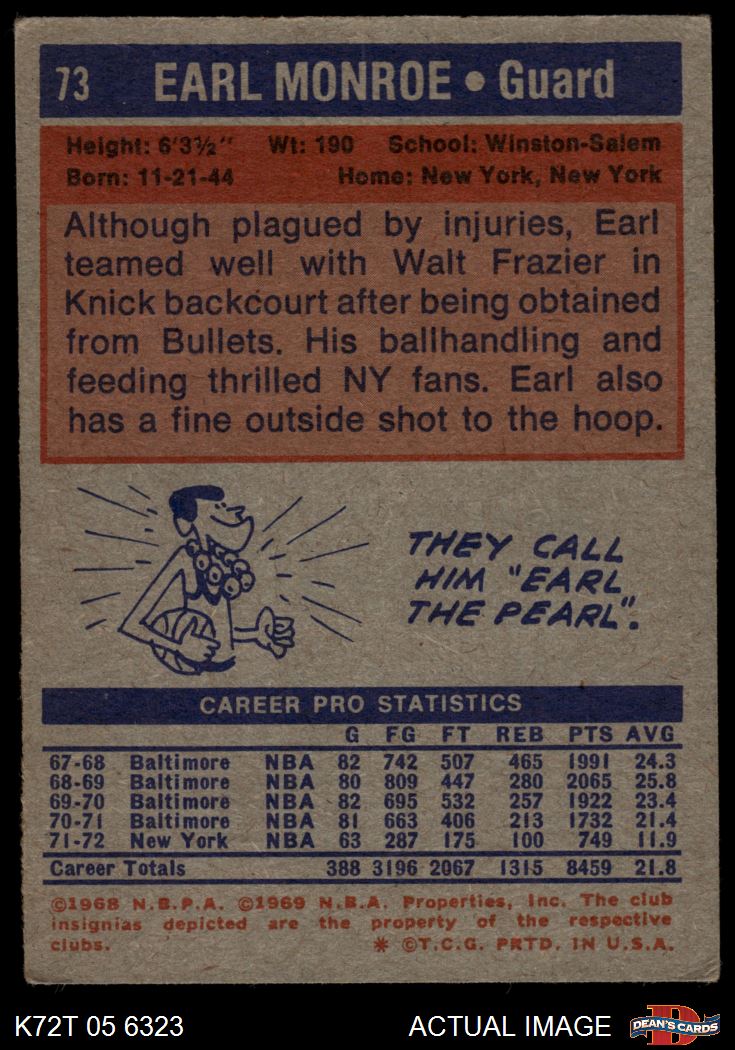 73 EARL MONROE • Guard
Height: 6'3½" Wt: 190 School: Winston-Salem
Born: 11-21-44 Home: New York, New York
Although plagued by injuries, Earl
teamed well with Walt Frazier in
Knick backcourt after being obtained
from Bullets. His ballhandling and
feeding thrilled NY fans. Earl also
has a fine outside shot to the hoop.
THEY CALL
HIM "EARL
THE PEARL".
CAREER PRO STATISTICS
G FG FT REB PTS AVG
67-68 Baltimore NBA 82 742 507 465 1991 24.3
68-69 Baltimore NBA 80 809 447 280 2065 25.8
69-70 Baltimore NBA 82 695 532 257 1922 23.4
70-71 Baltimore NBA 81 663 406 213 1732 21.4
71-72 New York NBA 63 287 175 100 749 11.9
Career Totals 388 3196 2067 1315 8459 21.8
©1968 N.B.P.A. ©1969 N.B.A. Properties, Inc. The club
insignias depicted are the property of the respective
clubs. * ©T.C.G. PRTD. IN U.S.A.
K72T 05 6323 ACTUAL IMAGE DEAN'S CARDS